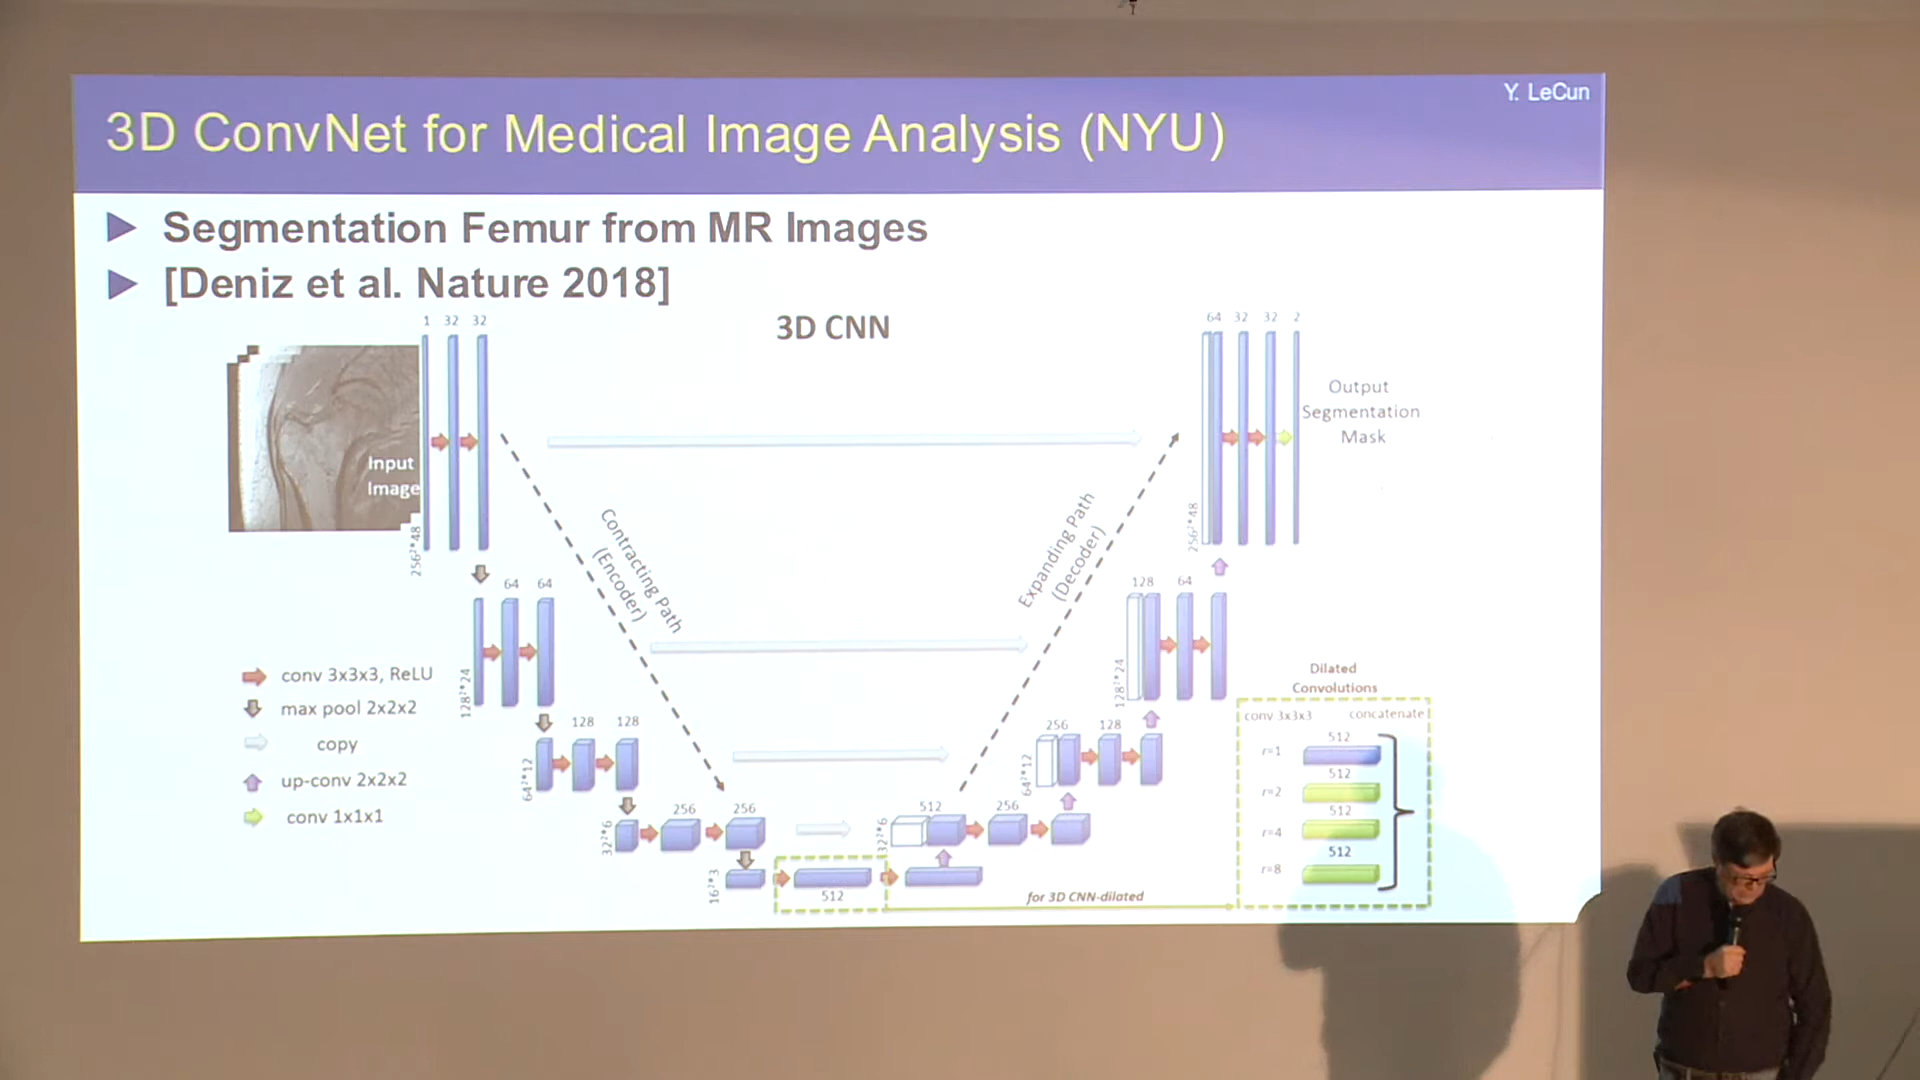 Y. LeCun
3D ConvNet for Medical Image Analysis (NYU)
Segmentation Femur from MR Images
[Deniz et al. Nature 2018]
3D CNN
1 32 32
Input
Image
256²*48
Contracting Path
(Encoder)
Expanding Path
(Decoder)
64 32 32 2
Output
Segmentation
Mask
256²*48
64 64
128²*24
128 64
128²*24
128 128
64²*12
256 128
64²*12
256 256
32²*6
512 256
32²*6
16²*3
512
conv 3x3x3, ReLU
max pool 2x2x2
copy
up-conv 2x2x2
conv 1x1x1
for 3D CNN-dilated
Dilated
Convolutions
conv 3x3x3 concatenate
512
r=1
512
r=2
512
r=4
512
r=8